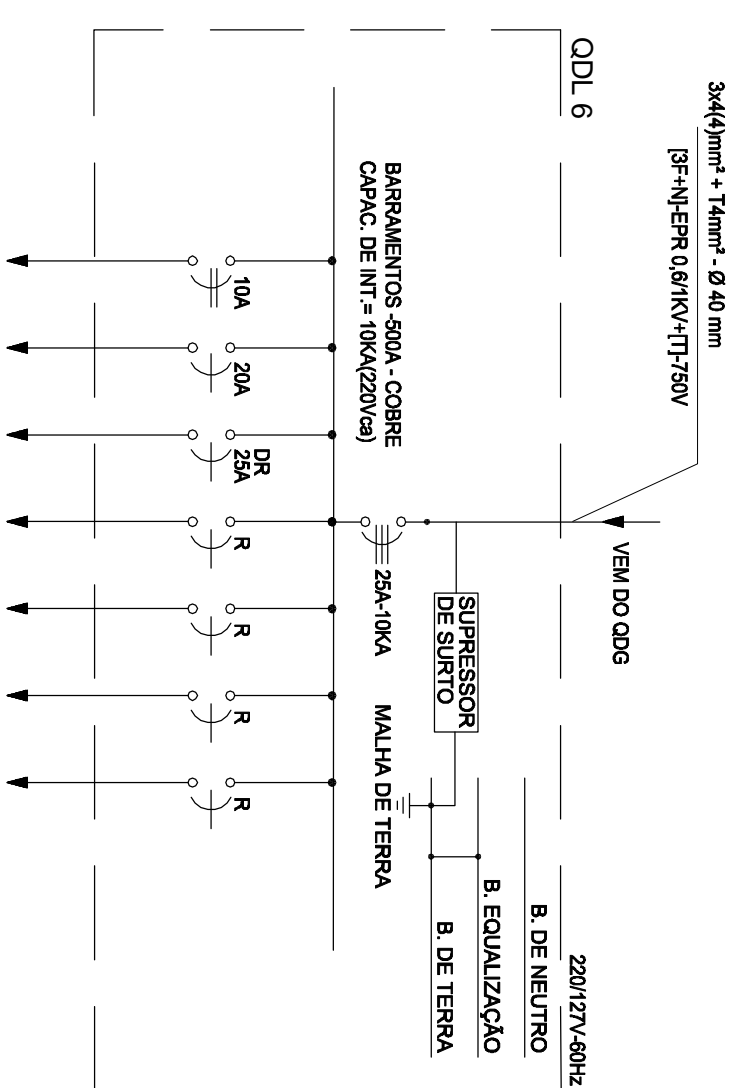 3x4(4)mm² + T4mm² - Ø 40 mm
[3F+N]-EPR 0,6/1KV+[T]-750V
VEM DO QDG
QDL 6
220/127V-60Hz
B. DE NEUTRO
B. EQUALIZAÇÃO
B. DE TERRA
SUPRESSOR
DE SURTO
MALHA DE TERRA
25A-10KA
BARRAMENTOS -500A - COBRE
CAPAC. DE INT.= 10KA(220Vca)
10A
20A
DR
25A
R
R
R
R